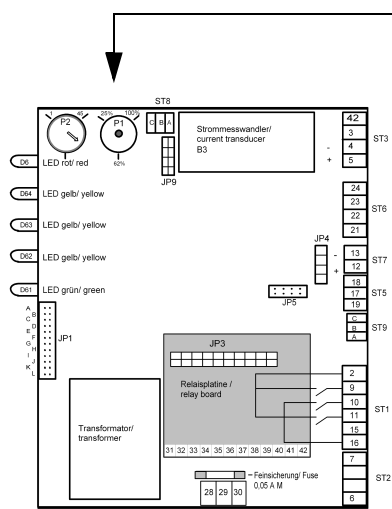 ST8
1 45
P2
25% 100%
P1
62%
C B A
JP9
Strommesswandler/
current transducer
B3
-
+
42
3
4
5
ST3
D6 LED rot/ red
D64 LED gelb/ yellow
D63 LED gelb/ yellow
D62 LED gelb/ yellow
D61 LED grün/ green
24
23
22
21
ST6
JP4
-
+
13
12
ST7
18
17
19
ST5
JP5
C
B
A
ST9
A
B
C
D
E
F
G
H
I
J
K
L
JP1
JP3
Relaisplatine /
relay board
31 32 33 34 35 36 37 38 39 40 41 42
2
9
10
11
15
16
ST1
Transformator/
transformer
Feinsicherung/ Fuse
0,05 A M
28 29 30
7
6
ST2